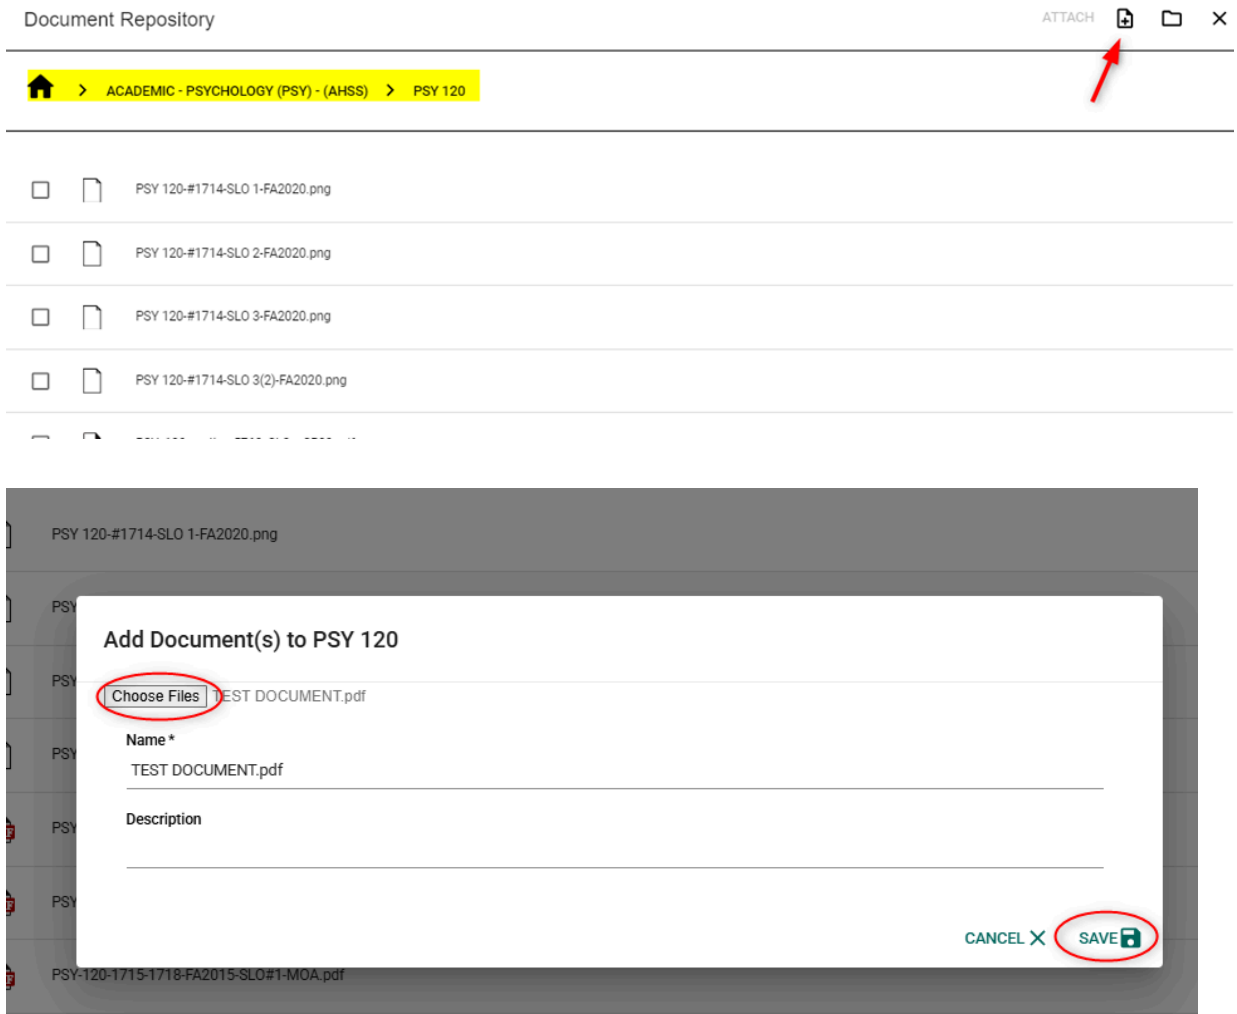 Document Repository
ATTACH
ACADEMIC - PSYCHOLOGY (PSY) - (AHSS) > PSY 120
PSY 120-#1714-SLO 1-FA2020.png
PSY 120-#1714-SLO 2-FA2020.png
PSY 120-#1714-SLO 3-FA2020.png
PSY 120-#1714-SLO 3(2)-FA2020.png
PSY 120-#1714-SLO 1-FA2020.png
PSY
Add Document(s) to PSY 120
PSY
Choose Files TEST DOCUMENT.pdf
Name *
PSY
TEST DOCUMENT.pdf
Description
PSY
PSY
CANCEL SAVE
PSY-120-1715-1718-FA2015-SLO#1-MOA.pdf